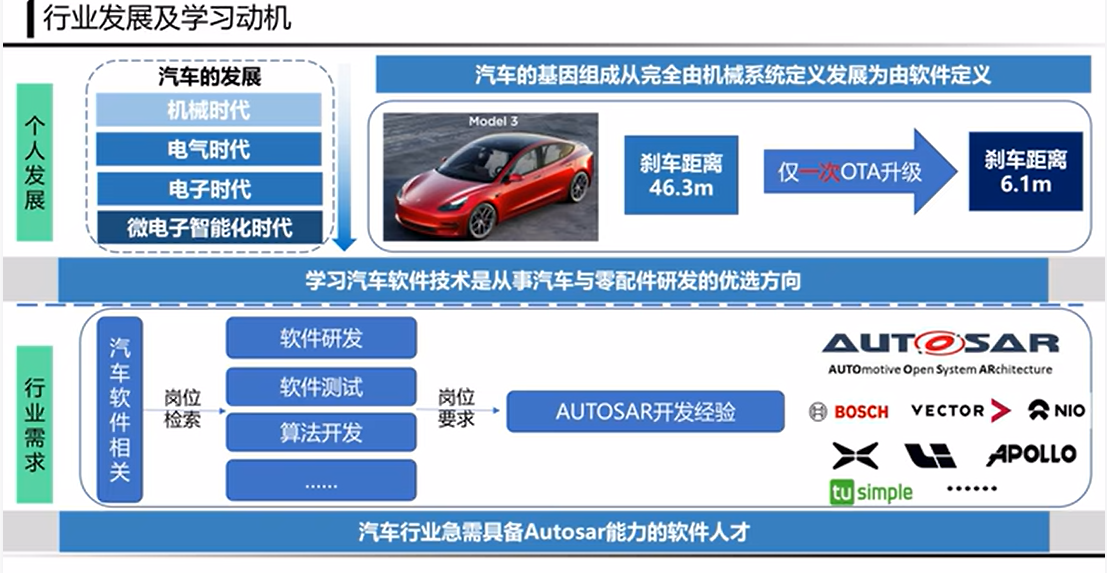 行业发展及学习动机
个人发展
汽车的发展
机械时代
电气时代
电子时代
微电子智能化时代
汽车的基因组成从完全由机械系统定义发展为由软件定义
Model 3
刹车距离
46.3m
仅一次OTA升级
刹车距离
6.1m
学习汽车软件技术是从事汽车与零配件研发的优选方向
行业需求
汽车软件相关
岗位
检索
软件研发
软件测试
算法开发
......
岗位
要求
AUTOSAR开发经验
AUTOSAR
AUTOmotive Open System ARchitecture
BOSCH
VECTOR
NIO
APOLLO
tu simple
......
汽车行业急需具备Autosar能力的软件人才